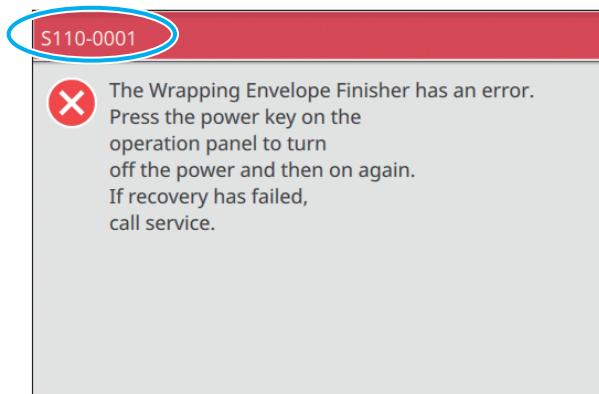 S110-0001
The Wrapping Envelope Finisher has an error.
Press the power key on the
operation panel to turn
off the power and then on again.
If recovery has failed,
call service.